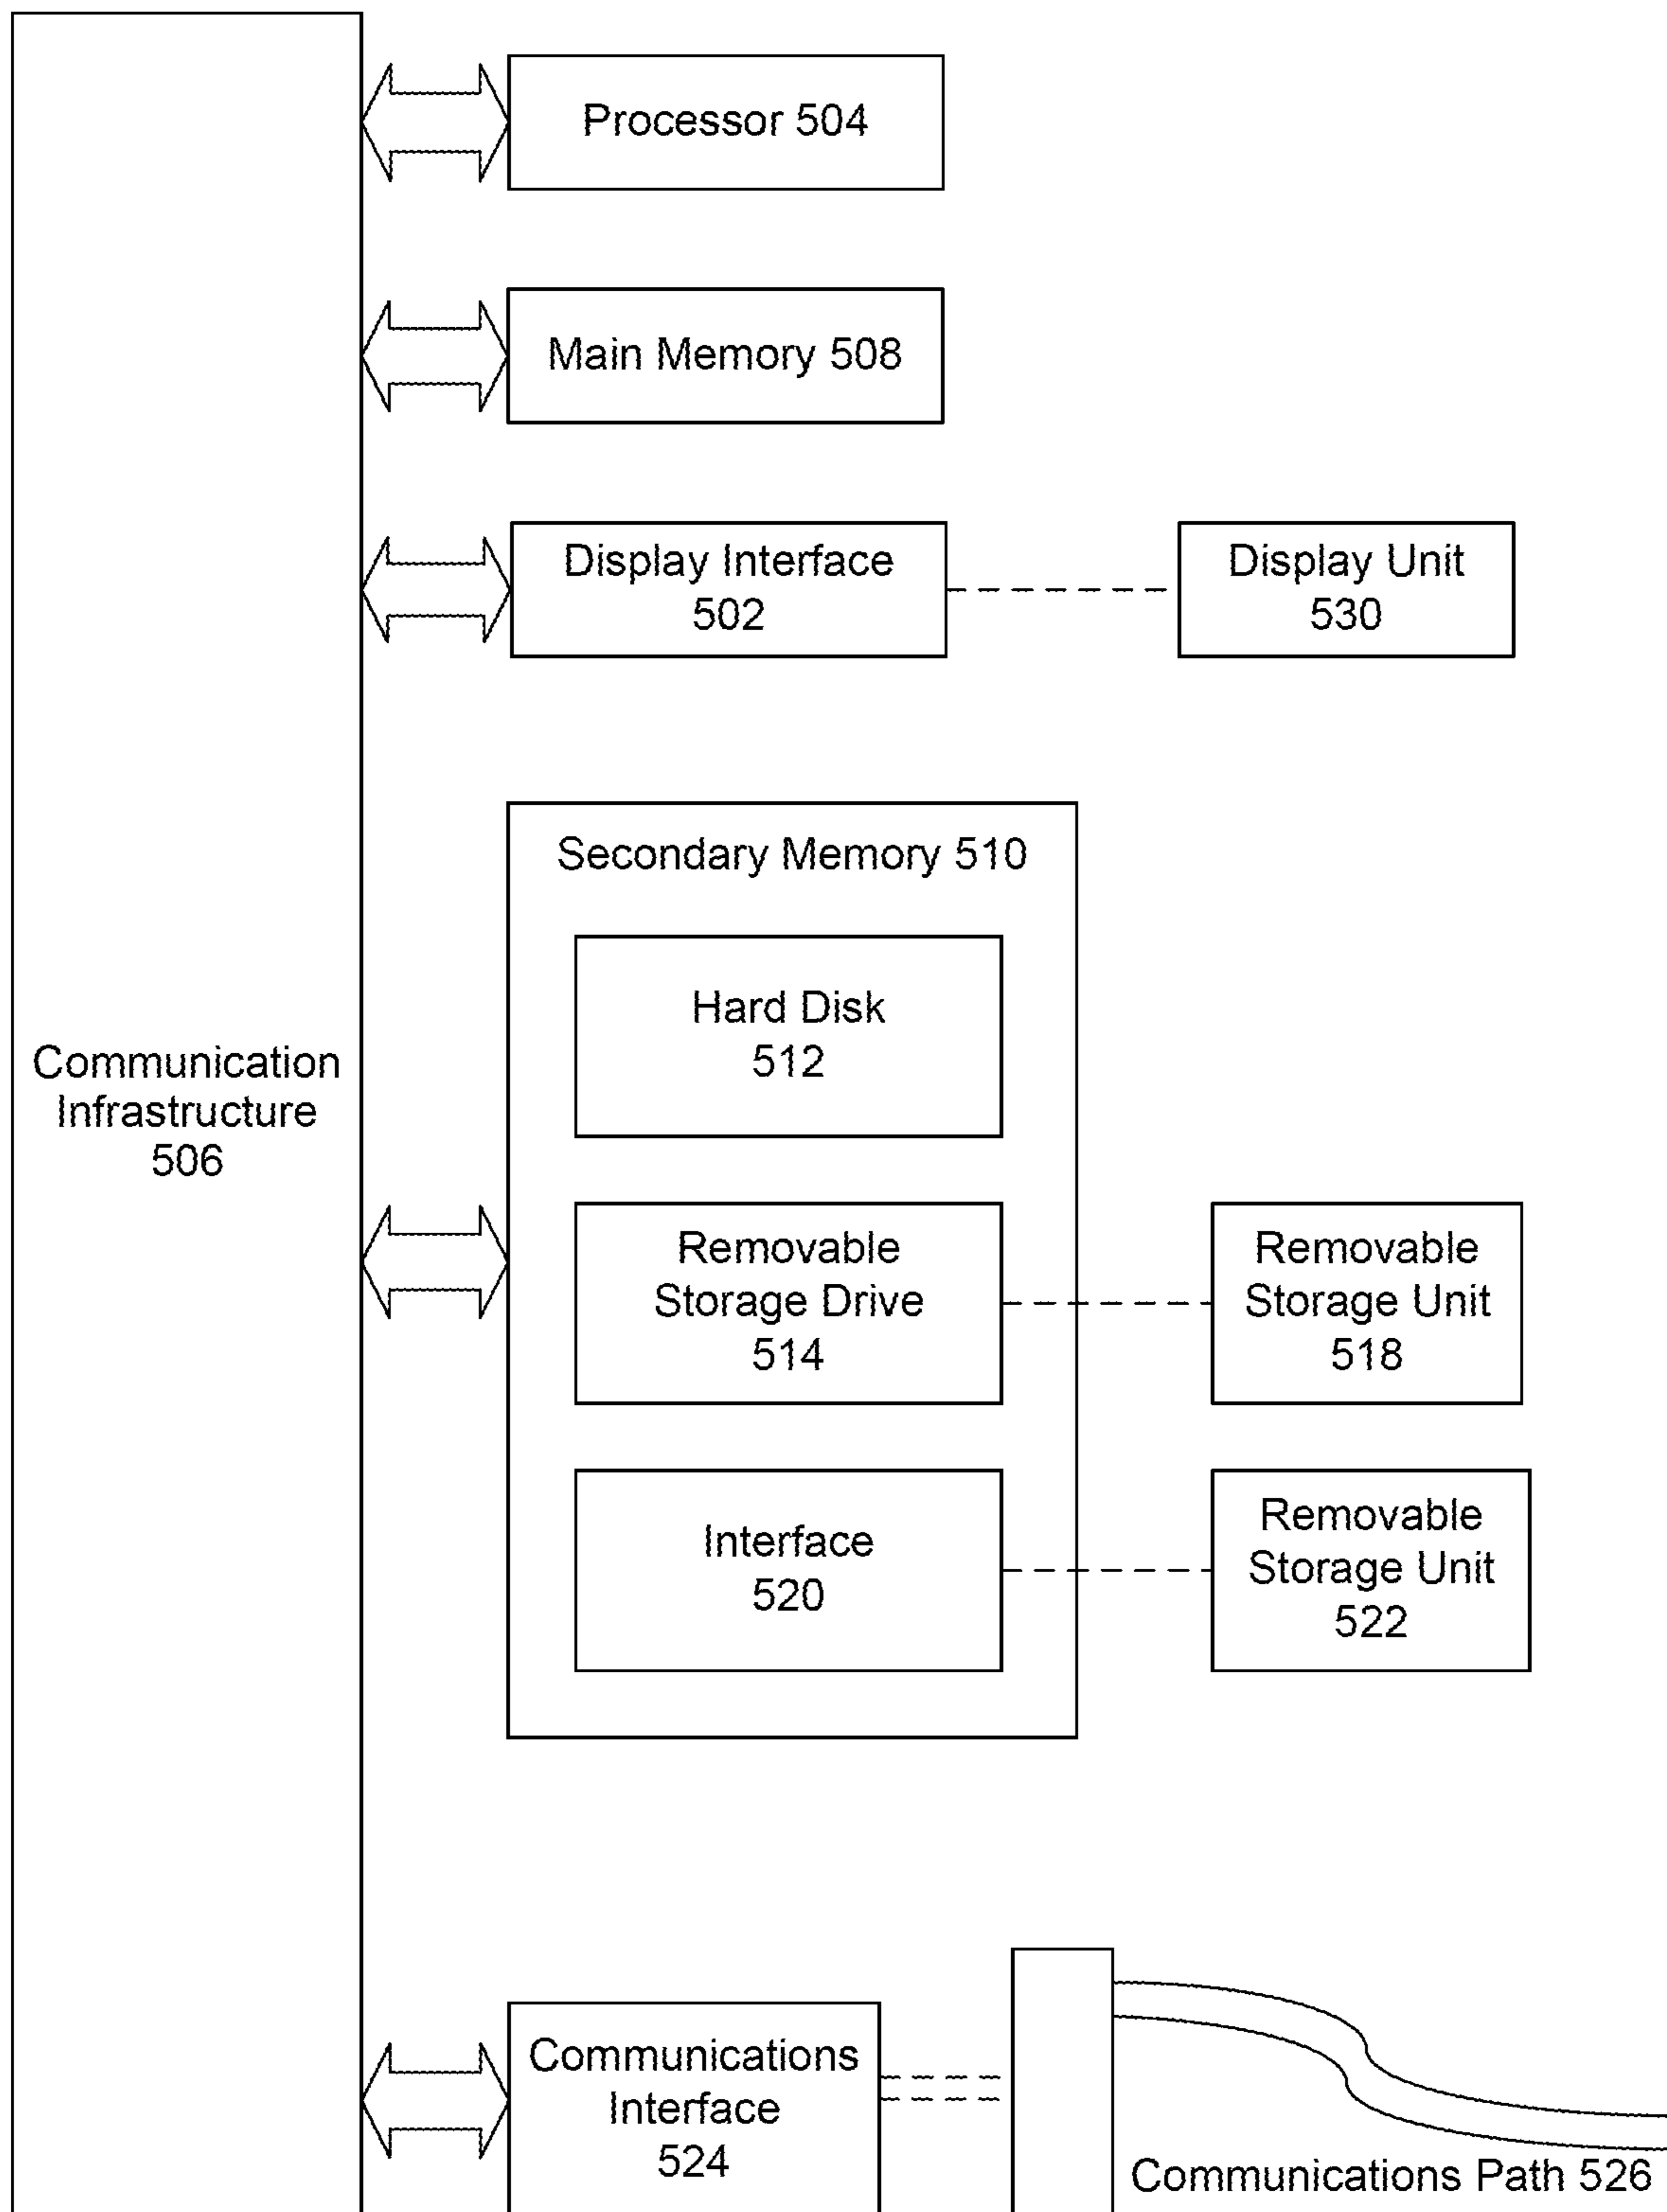 Processor 504
Main Memory 508
Display Interface
502
Display Unit
530
Secondary Memory 510
Hard Disk
512
Communication
Infrastructure
506
Removable
Storage Drive
514
Removable
Storage Unit
518
Interface
520
Removable
Storage Unit
522
Communications
Interface
524
Communications Path 526